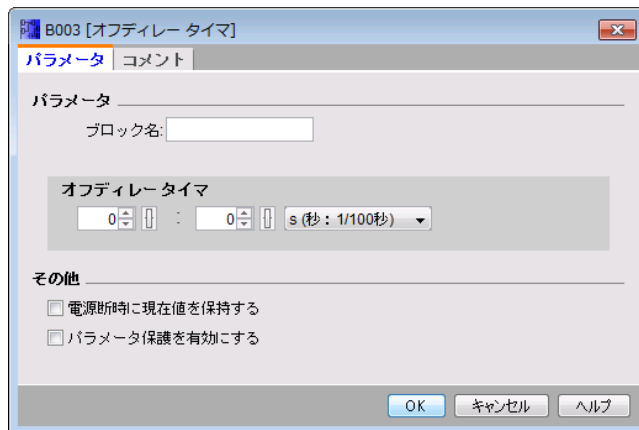 B003 [オフディレー タイマ]
パラメータ コメント
パラメータ
ブロック名:
オフディレータイマ
0 : 0 s (秒：1/100秒)
その他
電源断時に現在値を保持する
パラメータ保護を有効にする
OK キャンセル ヘルプ